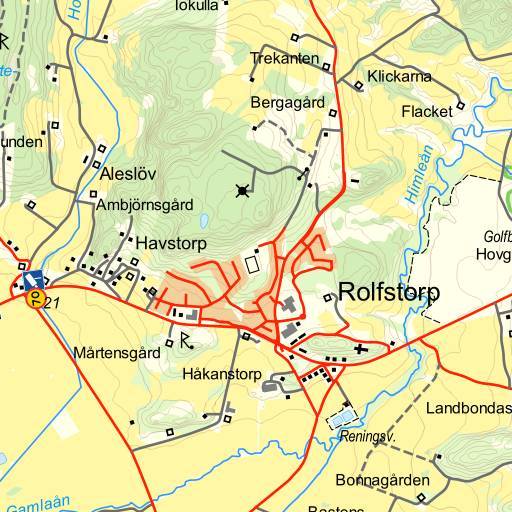 Tokulla
Trekanten
Klickarna
Bergagård
Flacket
unden
Himleån
Aleslöv
Ambjörnsgård
Havstorp
Golfb
Hovg
Rolfstorp
21
Mårtensgård
Håkanstorp
Landbondas
Reningsv.
Bonnagården
Gamlaån